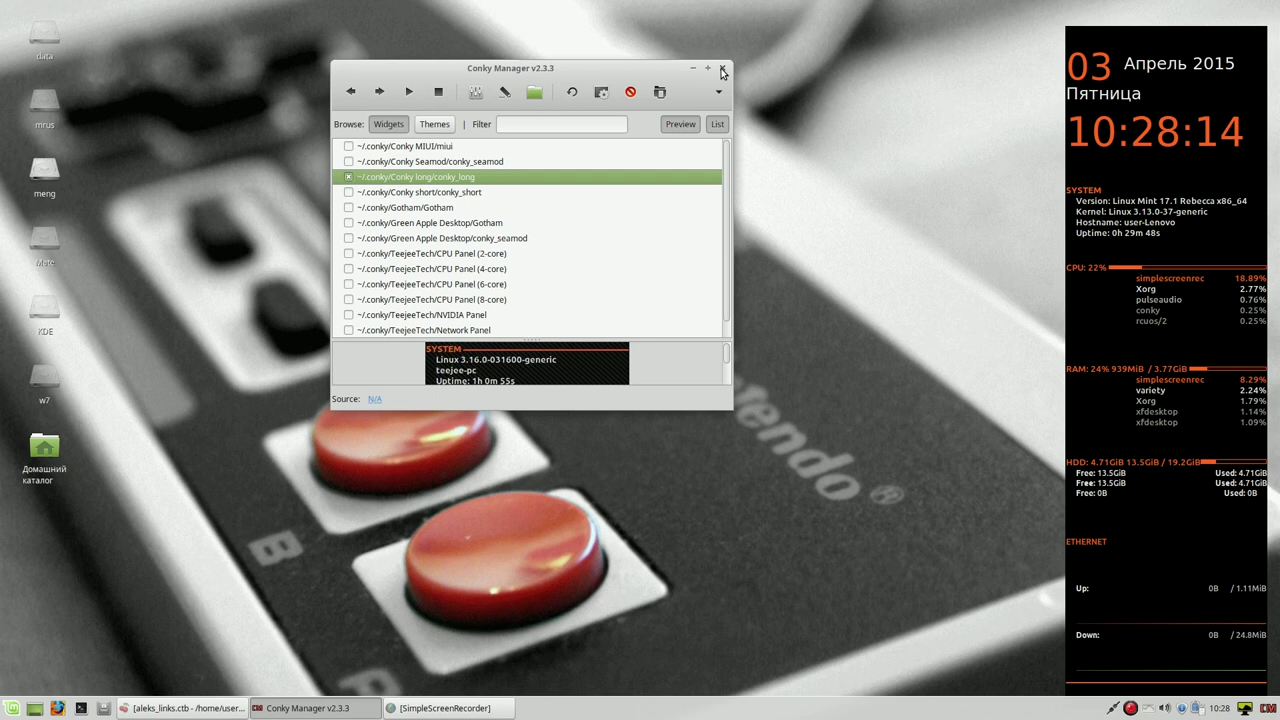 data
mrus
meng
Mate
KDE
w7
Домашний
каталог
Conky Manager v2.3.3
Browse: Widgets Themes | Filter Preview List
~/.conky/Conky MIUI/miui
~/.conky/Conky Seamod/conky_seamod
~/.conky/Conky long/conky_long
~/.conky/Conky short/conky_short
~/.conky/Gotham/Gotham
~/.conky/Green Apple Desktop/Gotham
~/.conky/Green Apple Desktop/conky_seamod
~/.conky/TeejeeTech/CPU Panel (2-core)
~/.conky/TeejeeTech/CPU Panel (4-core)
~/.conky/TeejeeTech/CPU Panel (6-core)
~/.conky/TeejeeTech/CPU Panel (8-core)
~/.conky/TeejeeTech/NVIDIA Panel
~/.conky/TeejeeTech/Network Panel
SYSTEM
Linux 3.16.0-031600-generic
teejee-pc
Uptime: 1h 0m 55s
Source: N/A
ntendo ®
B
03 Апрель 2015
Пятница
10:28:14
SYSTEM
Version: Linux Mint 17.1 Rebecca x86_64
Kernel: Linux 3.13.0-37-generic
Hostname: user-Lenovo
Uptime: 0h 29m 48s
CPU: 22%
simplescreenrec 18.89%
Xorg 2.77%
pulseaudio 0.76%
conky 0.25%
rcuos/2 0.25%
RAM: 24% 939MiB / 3.77GiB
simplescreenrec 8.29%
variety 2.24%
Xorg 1.79%
xfdesktop 1.14%
xfdesktop 1.09%
HDD: 4.71GiB 13.5GiB / 19.2GiB
Free: 13.5GiB Used: 4.71GiB
Free: 13.5GiB Used: 4.71GiB
Free: 0B Used: 0B
ETHERNET
Up: 0B / 1.11MiB
Down: 0B / 24.8MiB
[aleks_links.ctb - /home/user... CM Conky Manager v2.3.3 [SimpleScreenRecorder] 10:28 CM